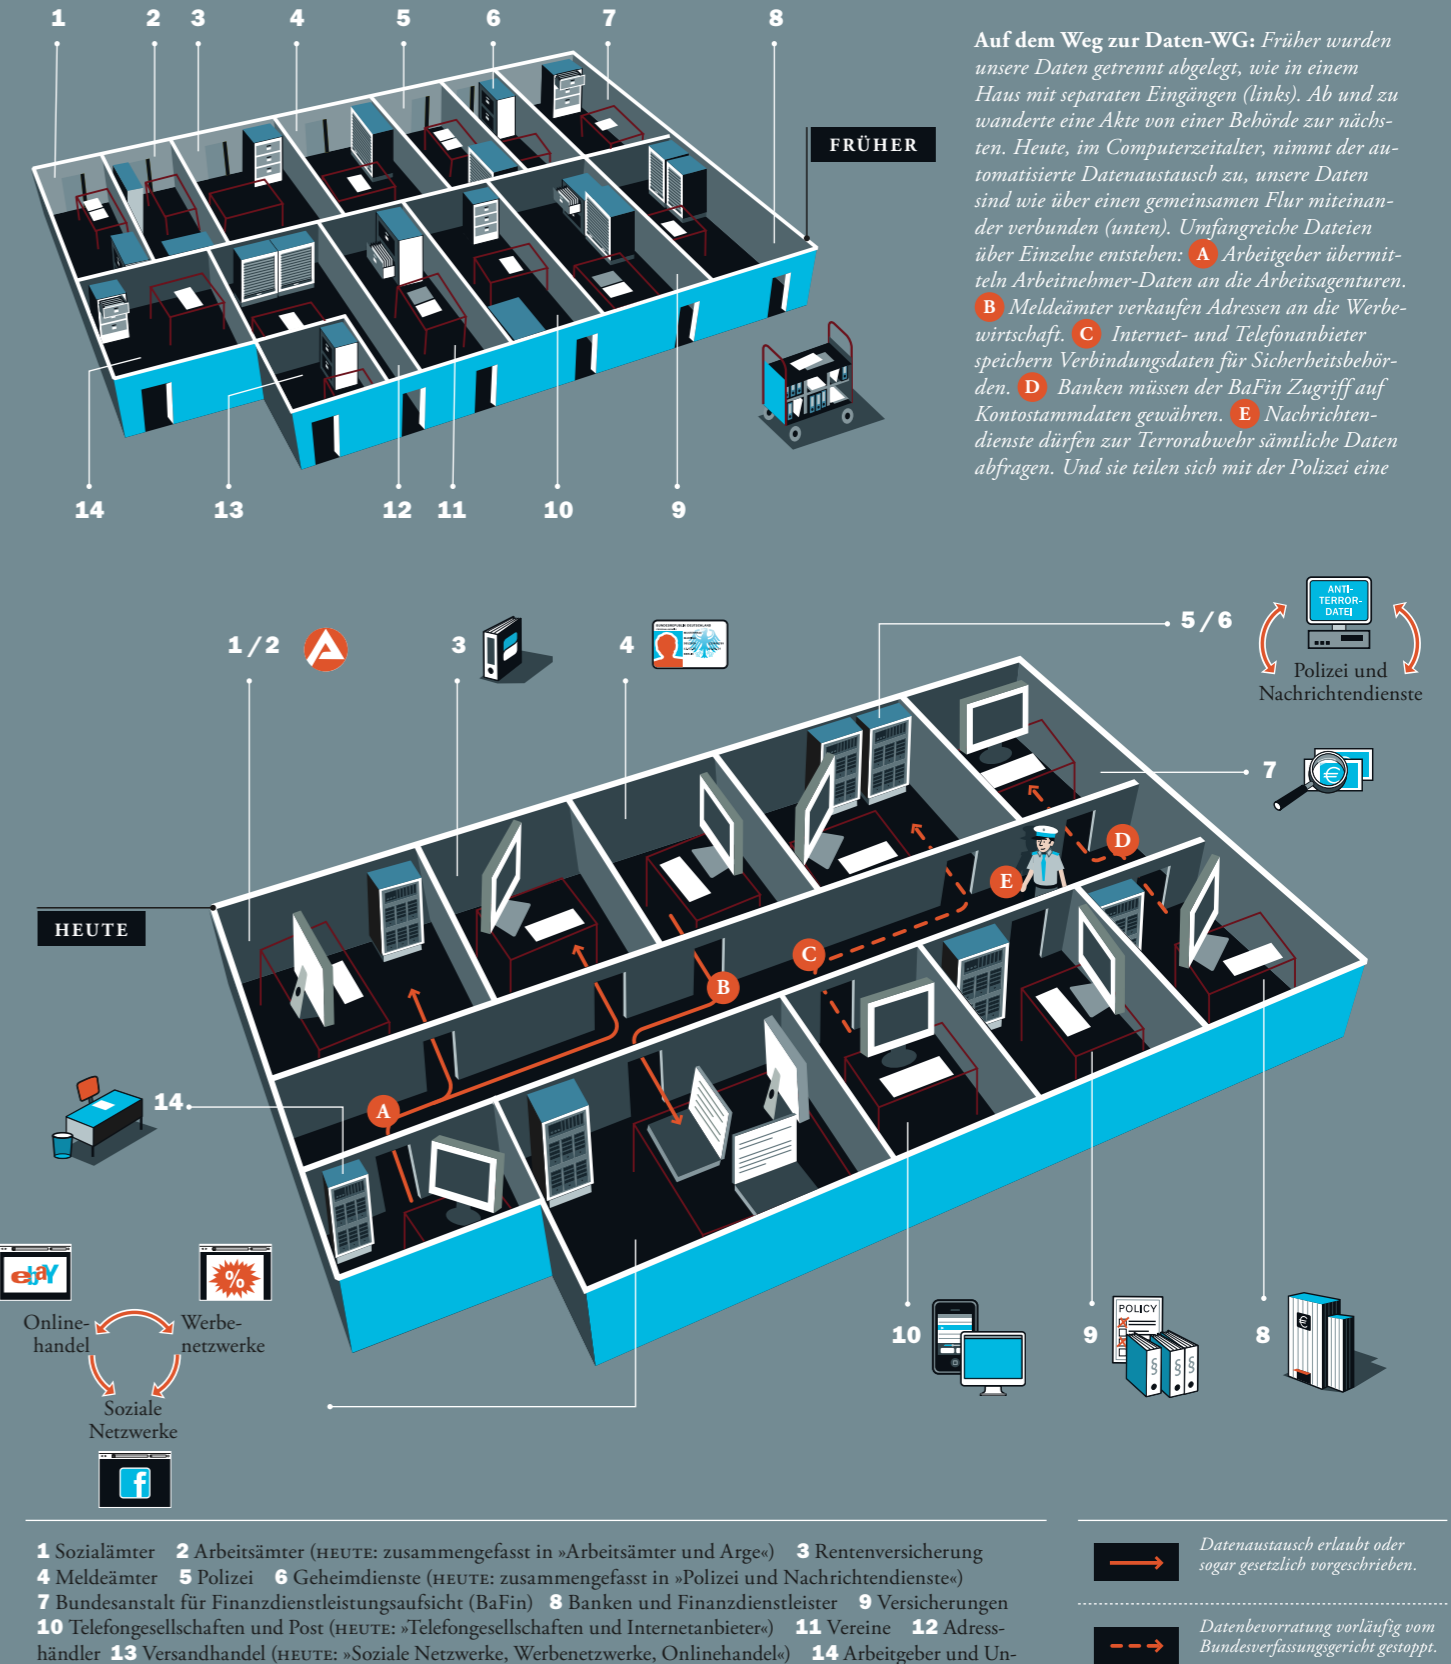 1 2 3 4 5 6 7 8
Auf dem Weg zur Daten-WG: Früher wurden
unsere Daten getrennt abgelegt, wie in einem
Haus mit separaten Eingängen (links). Ab und zu
wanderte eine Akte von einer Behörde zur nächs-
ten. Heute, im Computerzeitalter, nimmt der au-
tomatisierte Datenaustausch zu, unsere Daten
sind wie über einen gemeinsamen Flur miteinan-
der verbunden (unten). Umfangreiche Dateien
über Einzelne entstehen: A Arbeitgeber übermit-
teln Arbeitnehmer-Daten an die Arbeitsagenturen.
B Meldeämter verkaufen Adressen an die Werbe-
wirtschaft. C Internet- und Telefonanbieter
speichern Verbindungsdaten für Sicherheitsbehör-
den. D Banken müssen der BaFin Zugriff auf
Kontostammdaten gewähren. E Nachrichten-
dienste dürfen zur Terrorabwehr sämtliche Daten
abfragen. Und sie teilen sich mit der Polizei eine
FRÜHER
14 13 12 11 10 9
1 / 2
3
4
BUNDESREPUBLIK DEUTSCHLAND
5 / 6
ANTI-
TERROR-
DATEI
Polizei und
Nachrichtendienste
7
€
HEUTE
D
E
C
B
A
14
ebay
%
Online-
handel
Werbe-
netzwerke
Soziale
Netzwerke
f
10
9
POLICY
§ § §
8
€
1 Sozialämter 2 Arbeitsämter (HEUTE: zusammengefasst in »Arbeitsämter und Arge«) 3 Rentenversicherung
4 Meldeämter 5 Polizei 6 Geheimdienste (HEUTE: zusammengefasst in »Polizei und Nachrichtendienste«)
7 Bundesanstalt für Finanzdienstleistungsaufsicht (BaFin) 8 Banken und Finanzdienstleister 9 Versicherungen
10 Telefongesellschaften und Post (HEUTE: »Telefongesellschaften und Internetanbieter«) 11 Vereine 12 Adress-
händler 13 Versandhandel (HEUTE: »Soziale Netzwerke, Werbenetzwerke, Onlinehandel«) 14 Arbeitgeber und Un-
Datenaustausch erlaubt oder
sogar gesetzlich vorgeschrieben.
Datenbevorratung vorläufig vom
Bundesverfassungsgericht gestoppt.